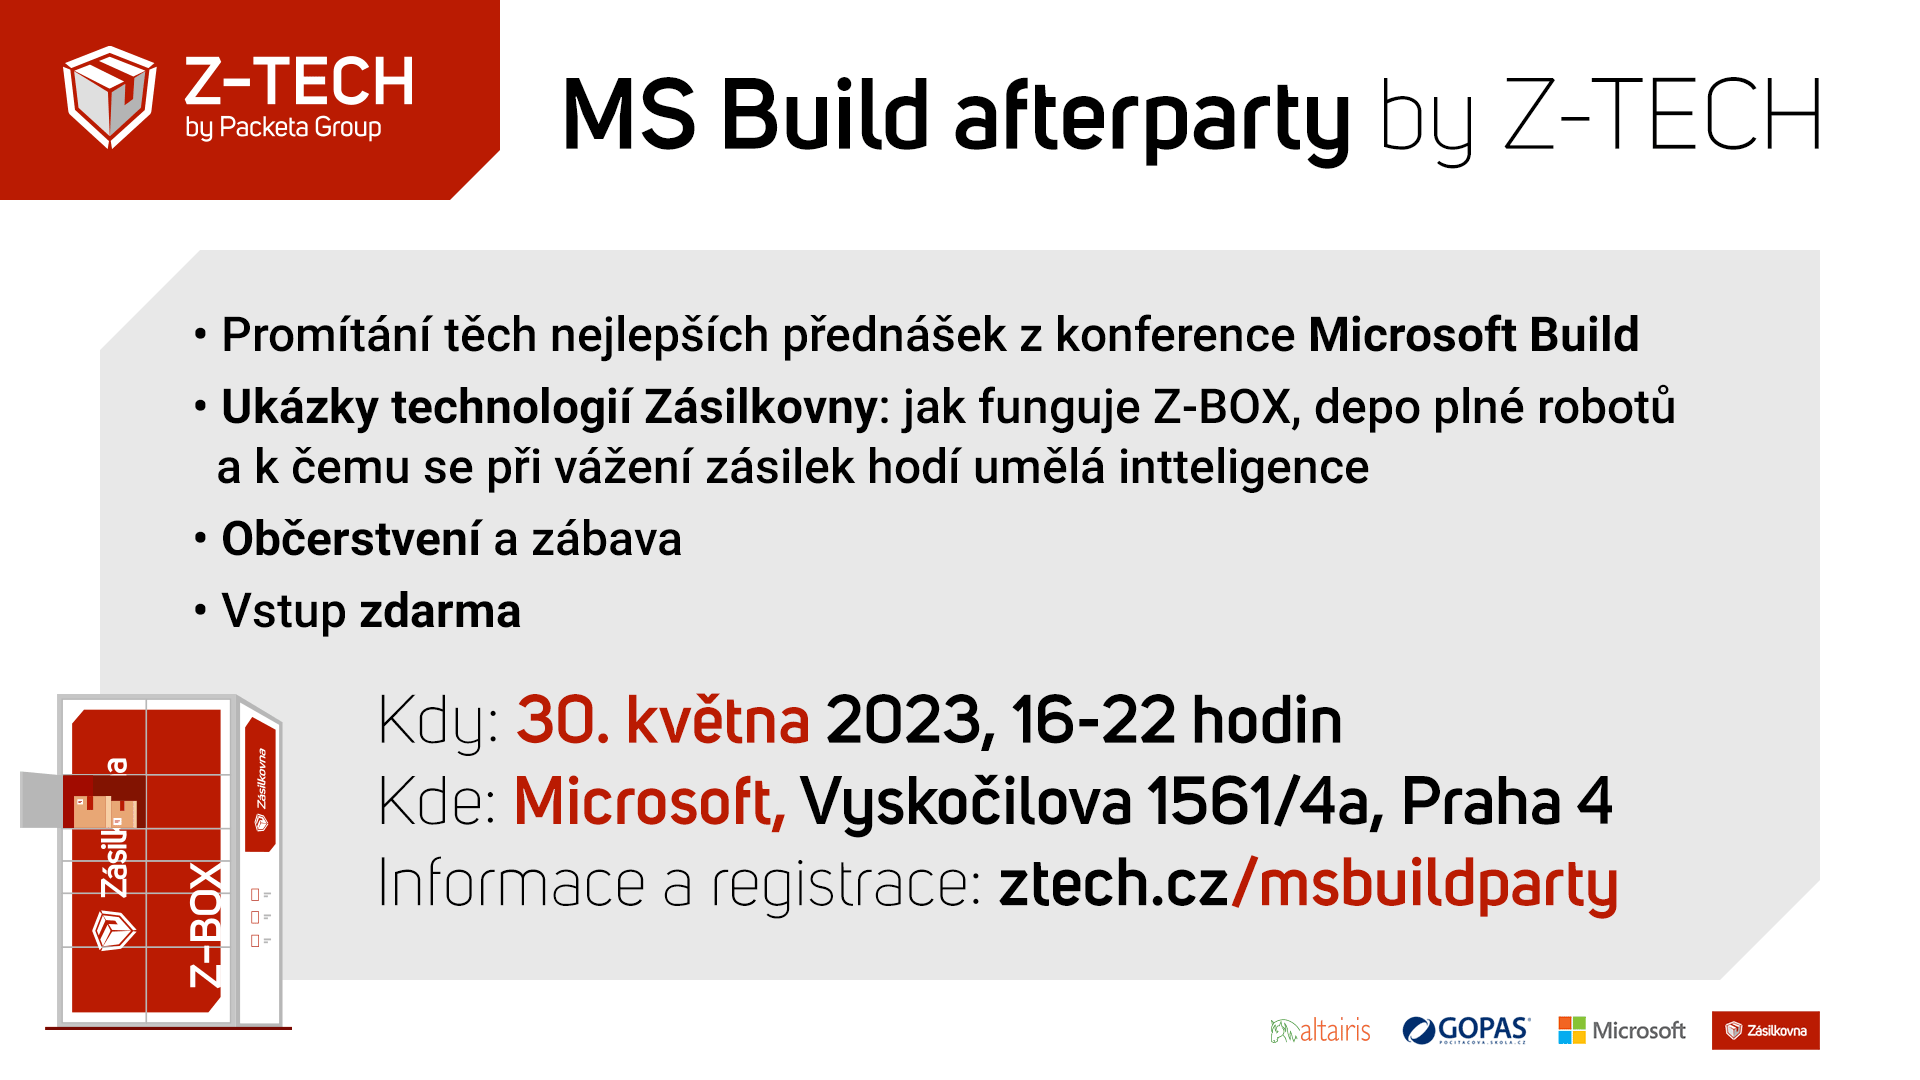 Z-TECH
by Packeta Group
MS Build afterparty by Z-TECH
• Promítání těch nejlepších přednášek z konference Microsoft Build
• Ukázky technologií Zásilkovny: jak funguje Z-BOX, depo plné robotů
a k čemu se při vážení zásilek hodí umělá intteligence
• Občerstvení a zábava
• Vstup zdarma
Kdy: 30. května 2023, 16-22 hodin
Kde: Microsoft, Vyskočilova 1561/4a, Praha 4
Informace a registrace: ztech.cz/msbuildparty
Z-BOX
Zásilkovna
altairis
GOPAS®
POCITACOVA.SKOLA.CZ
Microsoft
Zásilkovna